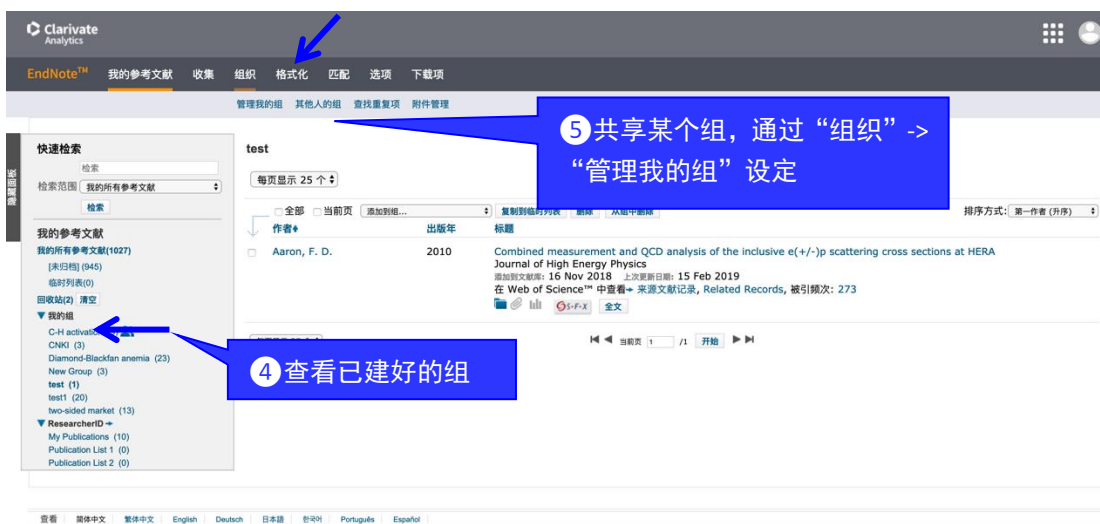 Clarivate
Analytics
EndNote™ 我的参考文献 收集 组织 格式化 匹配 选项 下载项
管理我的组 其他人的组 查找重复项 附件管理
⑤共享某个组，通过“组织”->
“管理我的组”设定
隐藏面板
快速检索
检索
检索范围 我的所有参考文献
检索
我的参考文献
我的所有参考文献(1027)
[未归档] (945)
临时列表(0)
回收站(2) 清空
▼ 我的组
C-H activation
CNKI (3)
Diamond-Blackfan anemia (23)
New Group (3)
test (1)
test1 (20)
two-sided market (13)
▼ ResearcherID
My Publications (10)
Publication List 1 (0)
Publication List 2 (0)
test
每页显示 25 个
全部 当前页 添加到组... 复制到临时列表 删除 从组中删除 排序方式: 第一作者 (升序)
作者 出版年 标题
Aaron, F. D. 2010 Combined measurement and QCD analysis of the inclusive e(+/-)p scattering cross sections at HERA
Journal of High Energy Physics
添加到文献库: 16 Nov 2018 上次更新日期: 15 Feb 2019
在 Web of Science™ 中查看 来源文献记录, Related Records, 被引频次: 273
S·F·X 全文
当前页 1 /1 开始
④查看已建好的组
查看 简体中文 繁体中文 English Deutsch 日本語 한국어 Português Español